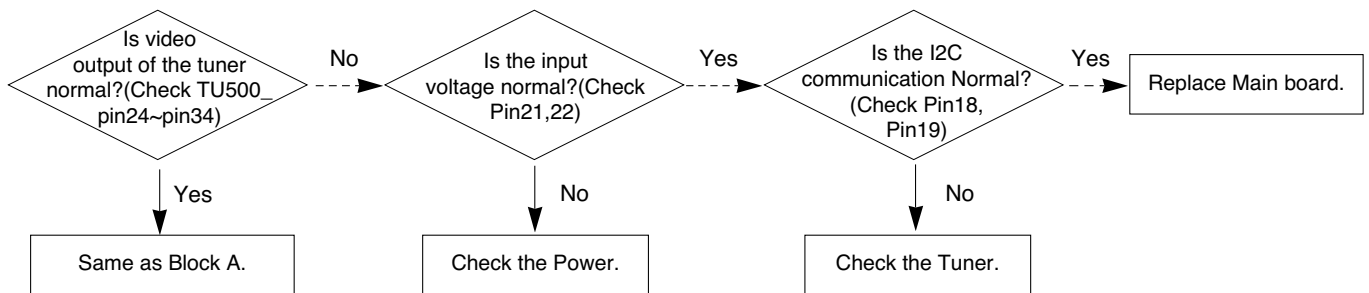 Is video
output of the tuner
normal?(Check TU500_
pin24~pin34)
No
Is the input
voltage normal?(Check
Pin21,22)
Yes
Is the I2C
communication Normal?
(Check Pin18,
Pin19)
Yes
Replace Main board.
Yes
No
No
Same as Block A.
Check the Power.
Check the Tuner.